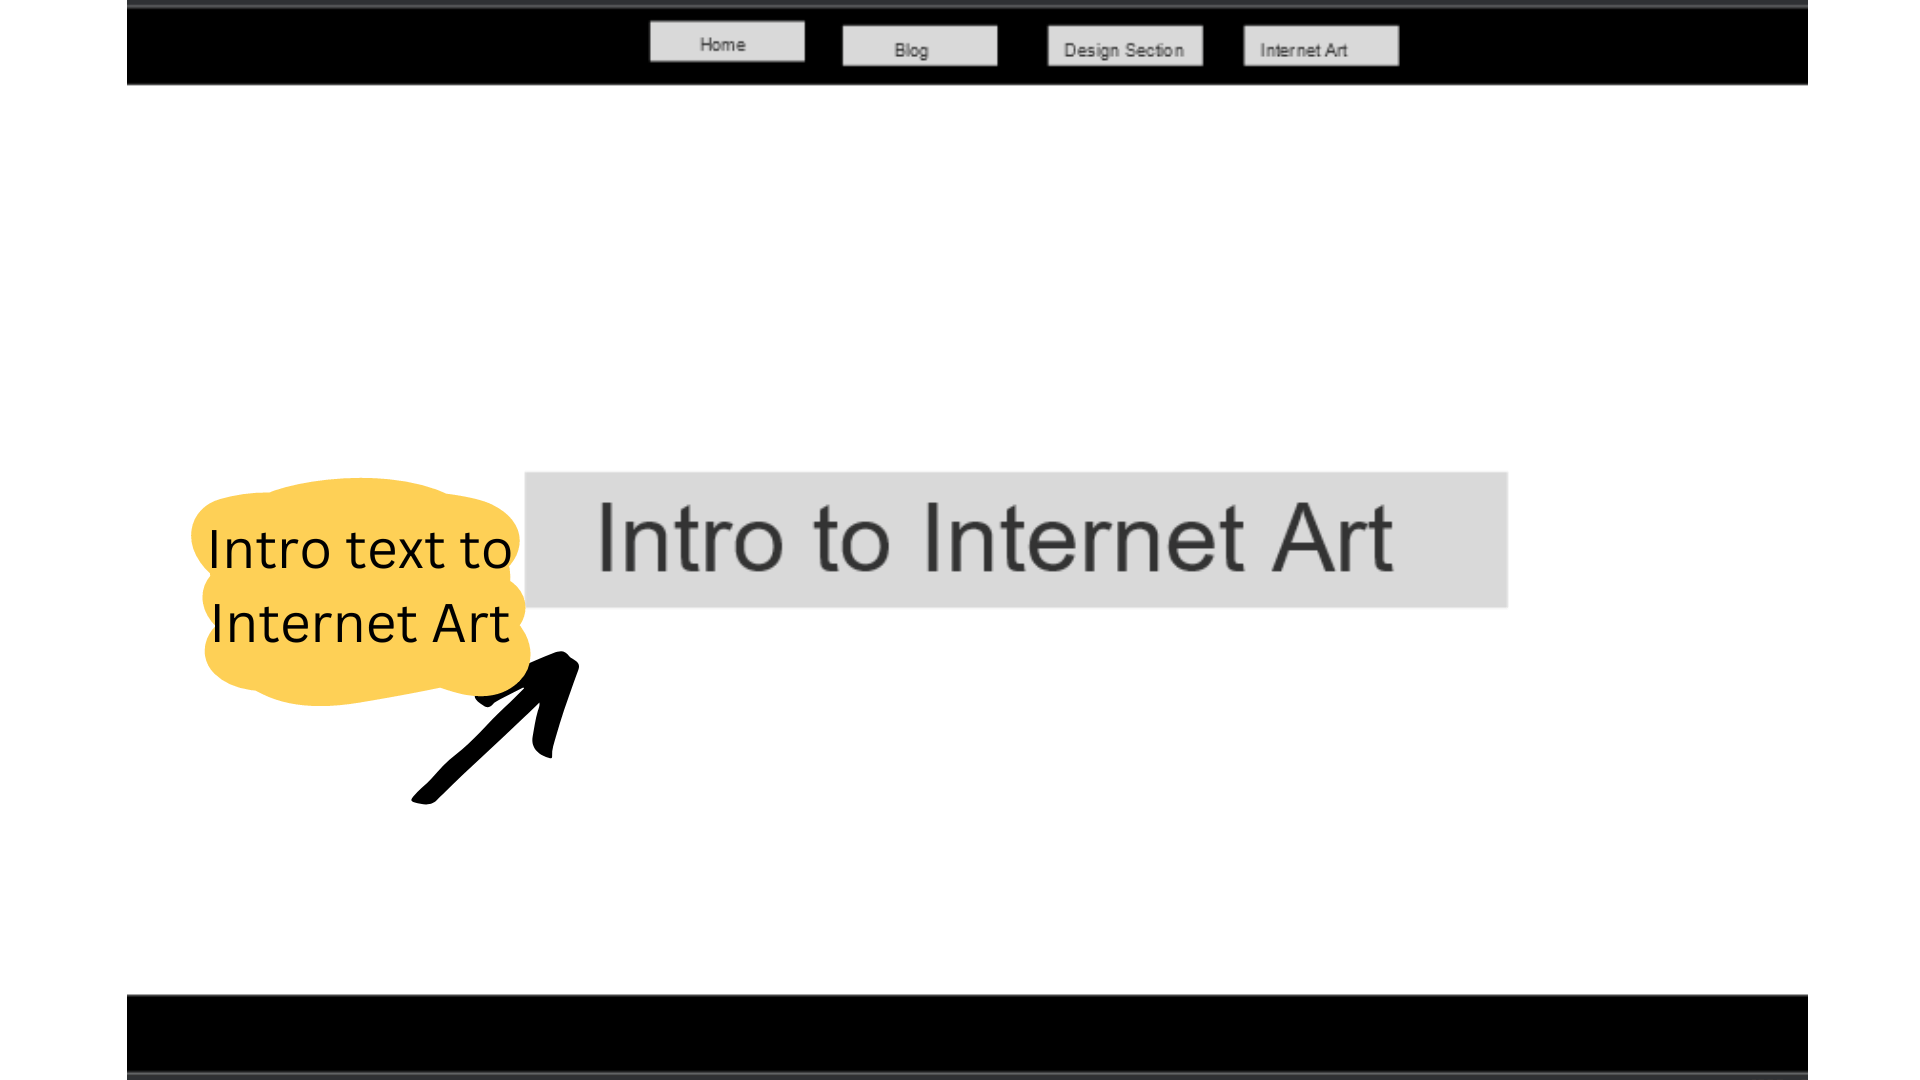 Home
Blog
Design Section
Internet Art
Intro to Internet Art
Intro text to
Internet Art